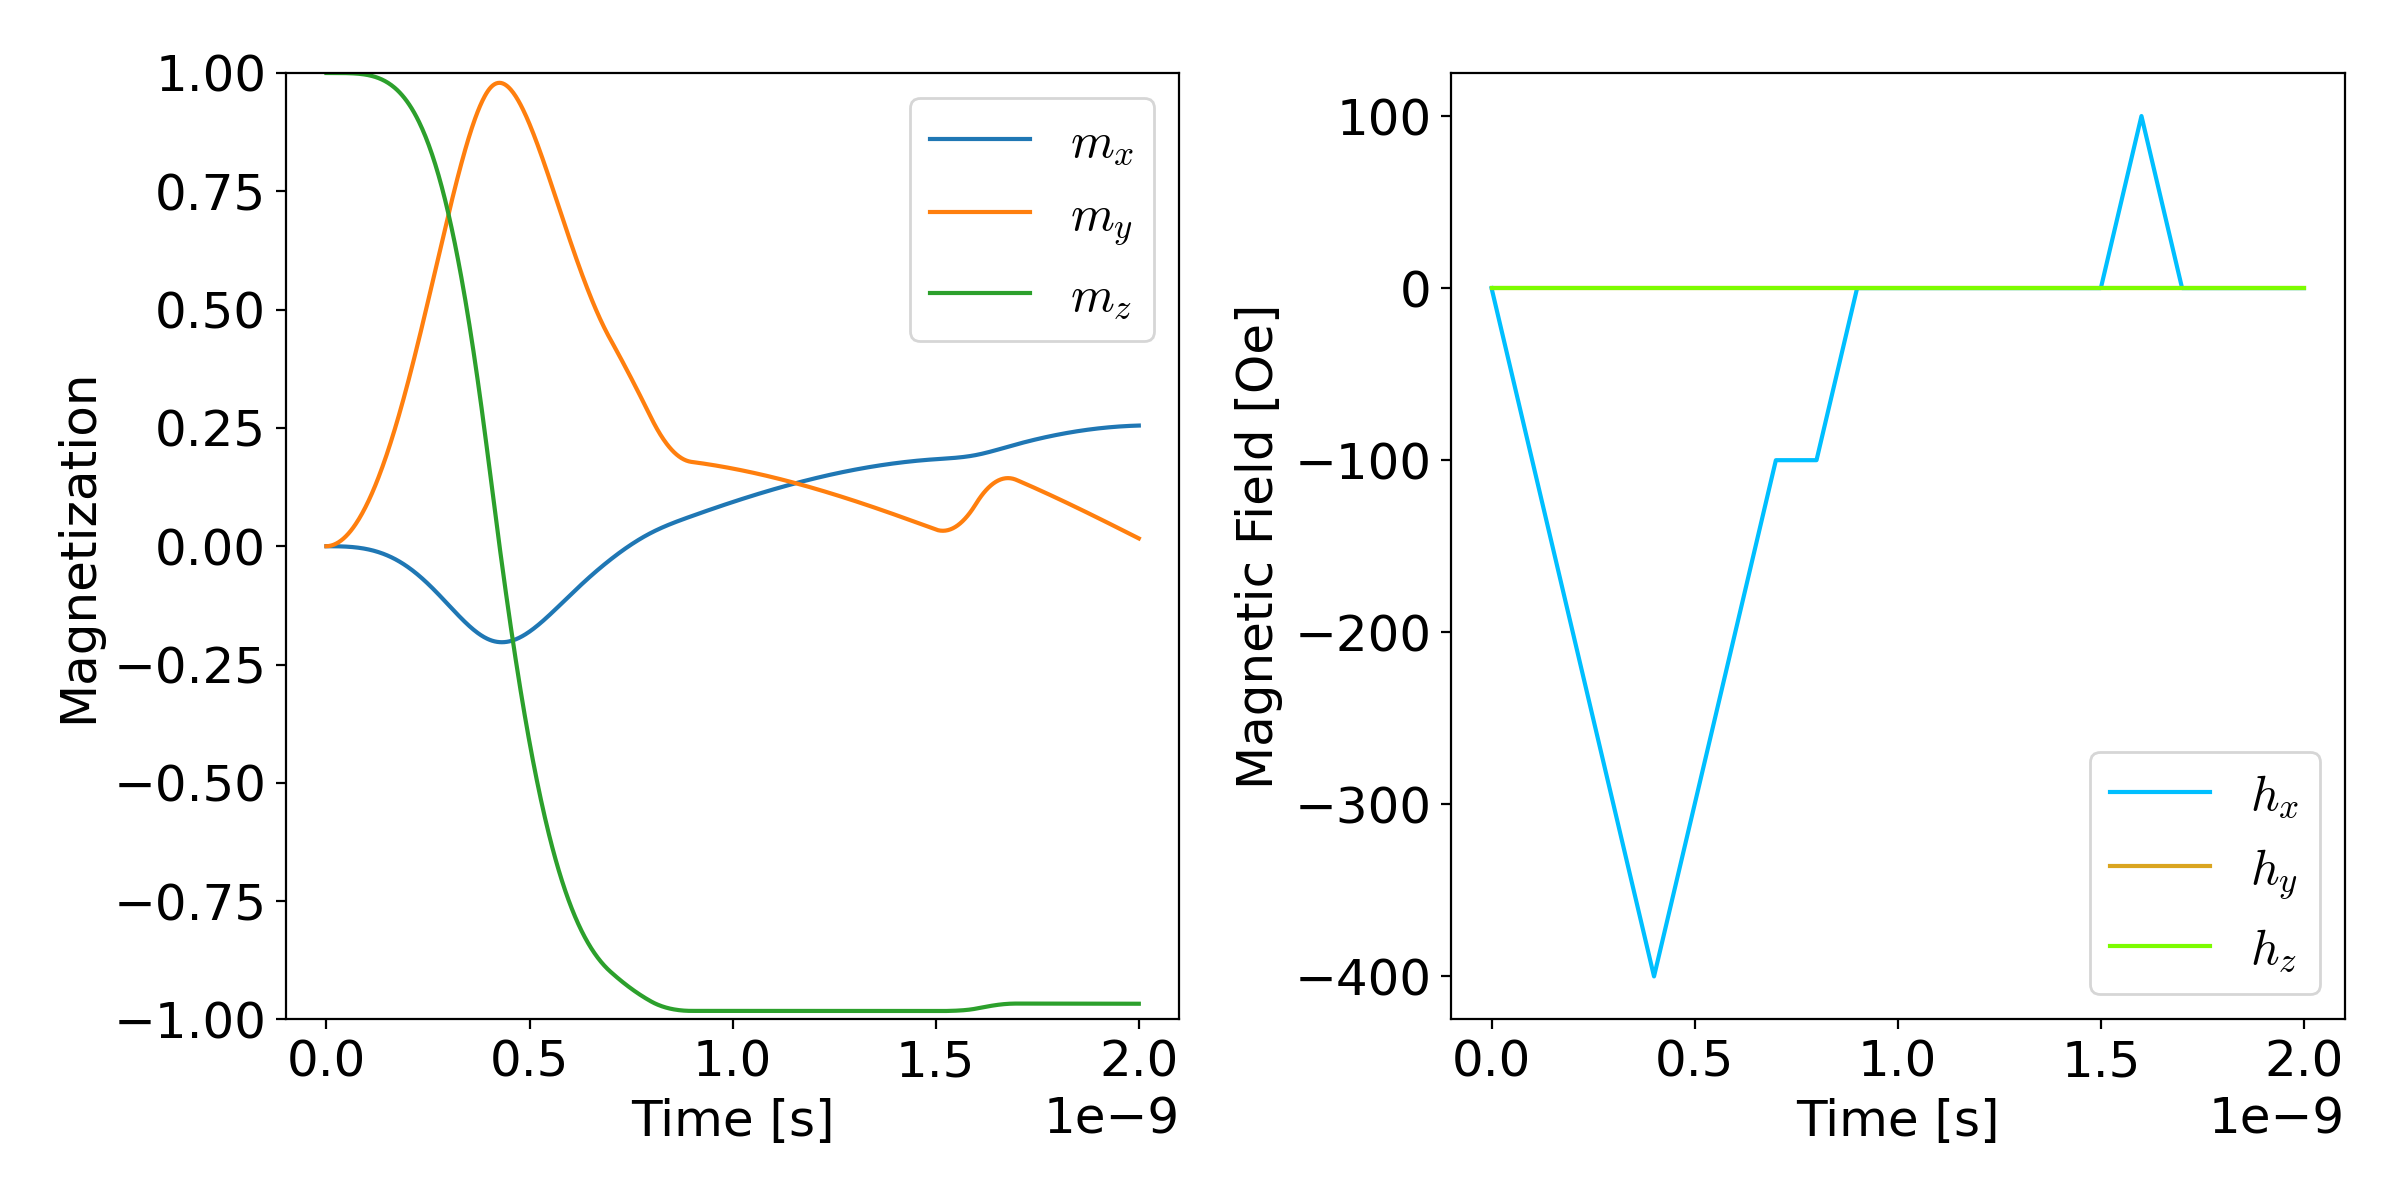 Magnetization
1.00
0.75
0.50
0.25
0.00
−0.25
−0.50
−0.75
−1.00
m_x
m_y
m_z
0.0 0.5 1.0 1.5 2.0
Time [s]
1e−9
Magnetic Field [Oe]
100
0
−100
−200
−300
−400
h_x
h_y
h_z
0.0 0.5 1.0 1.5 2.0
Time [s]
1e−9